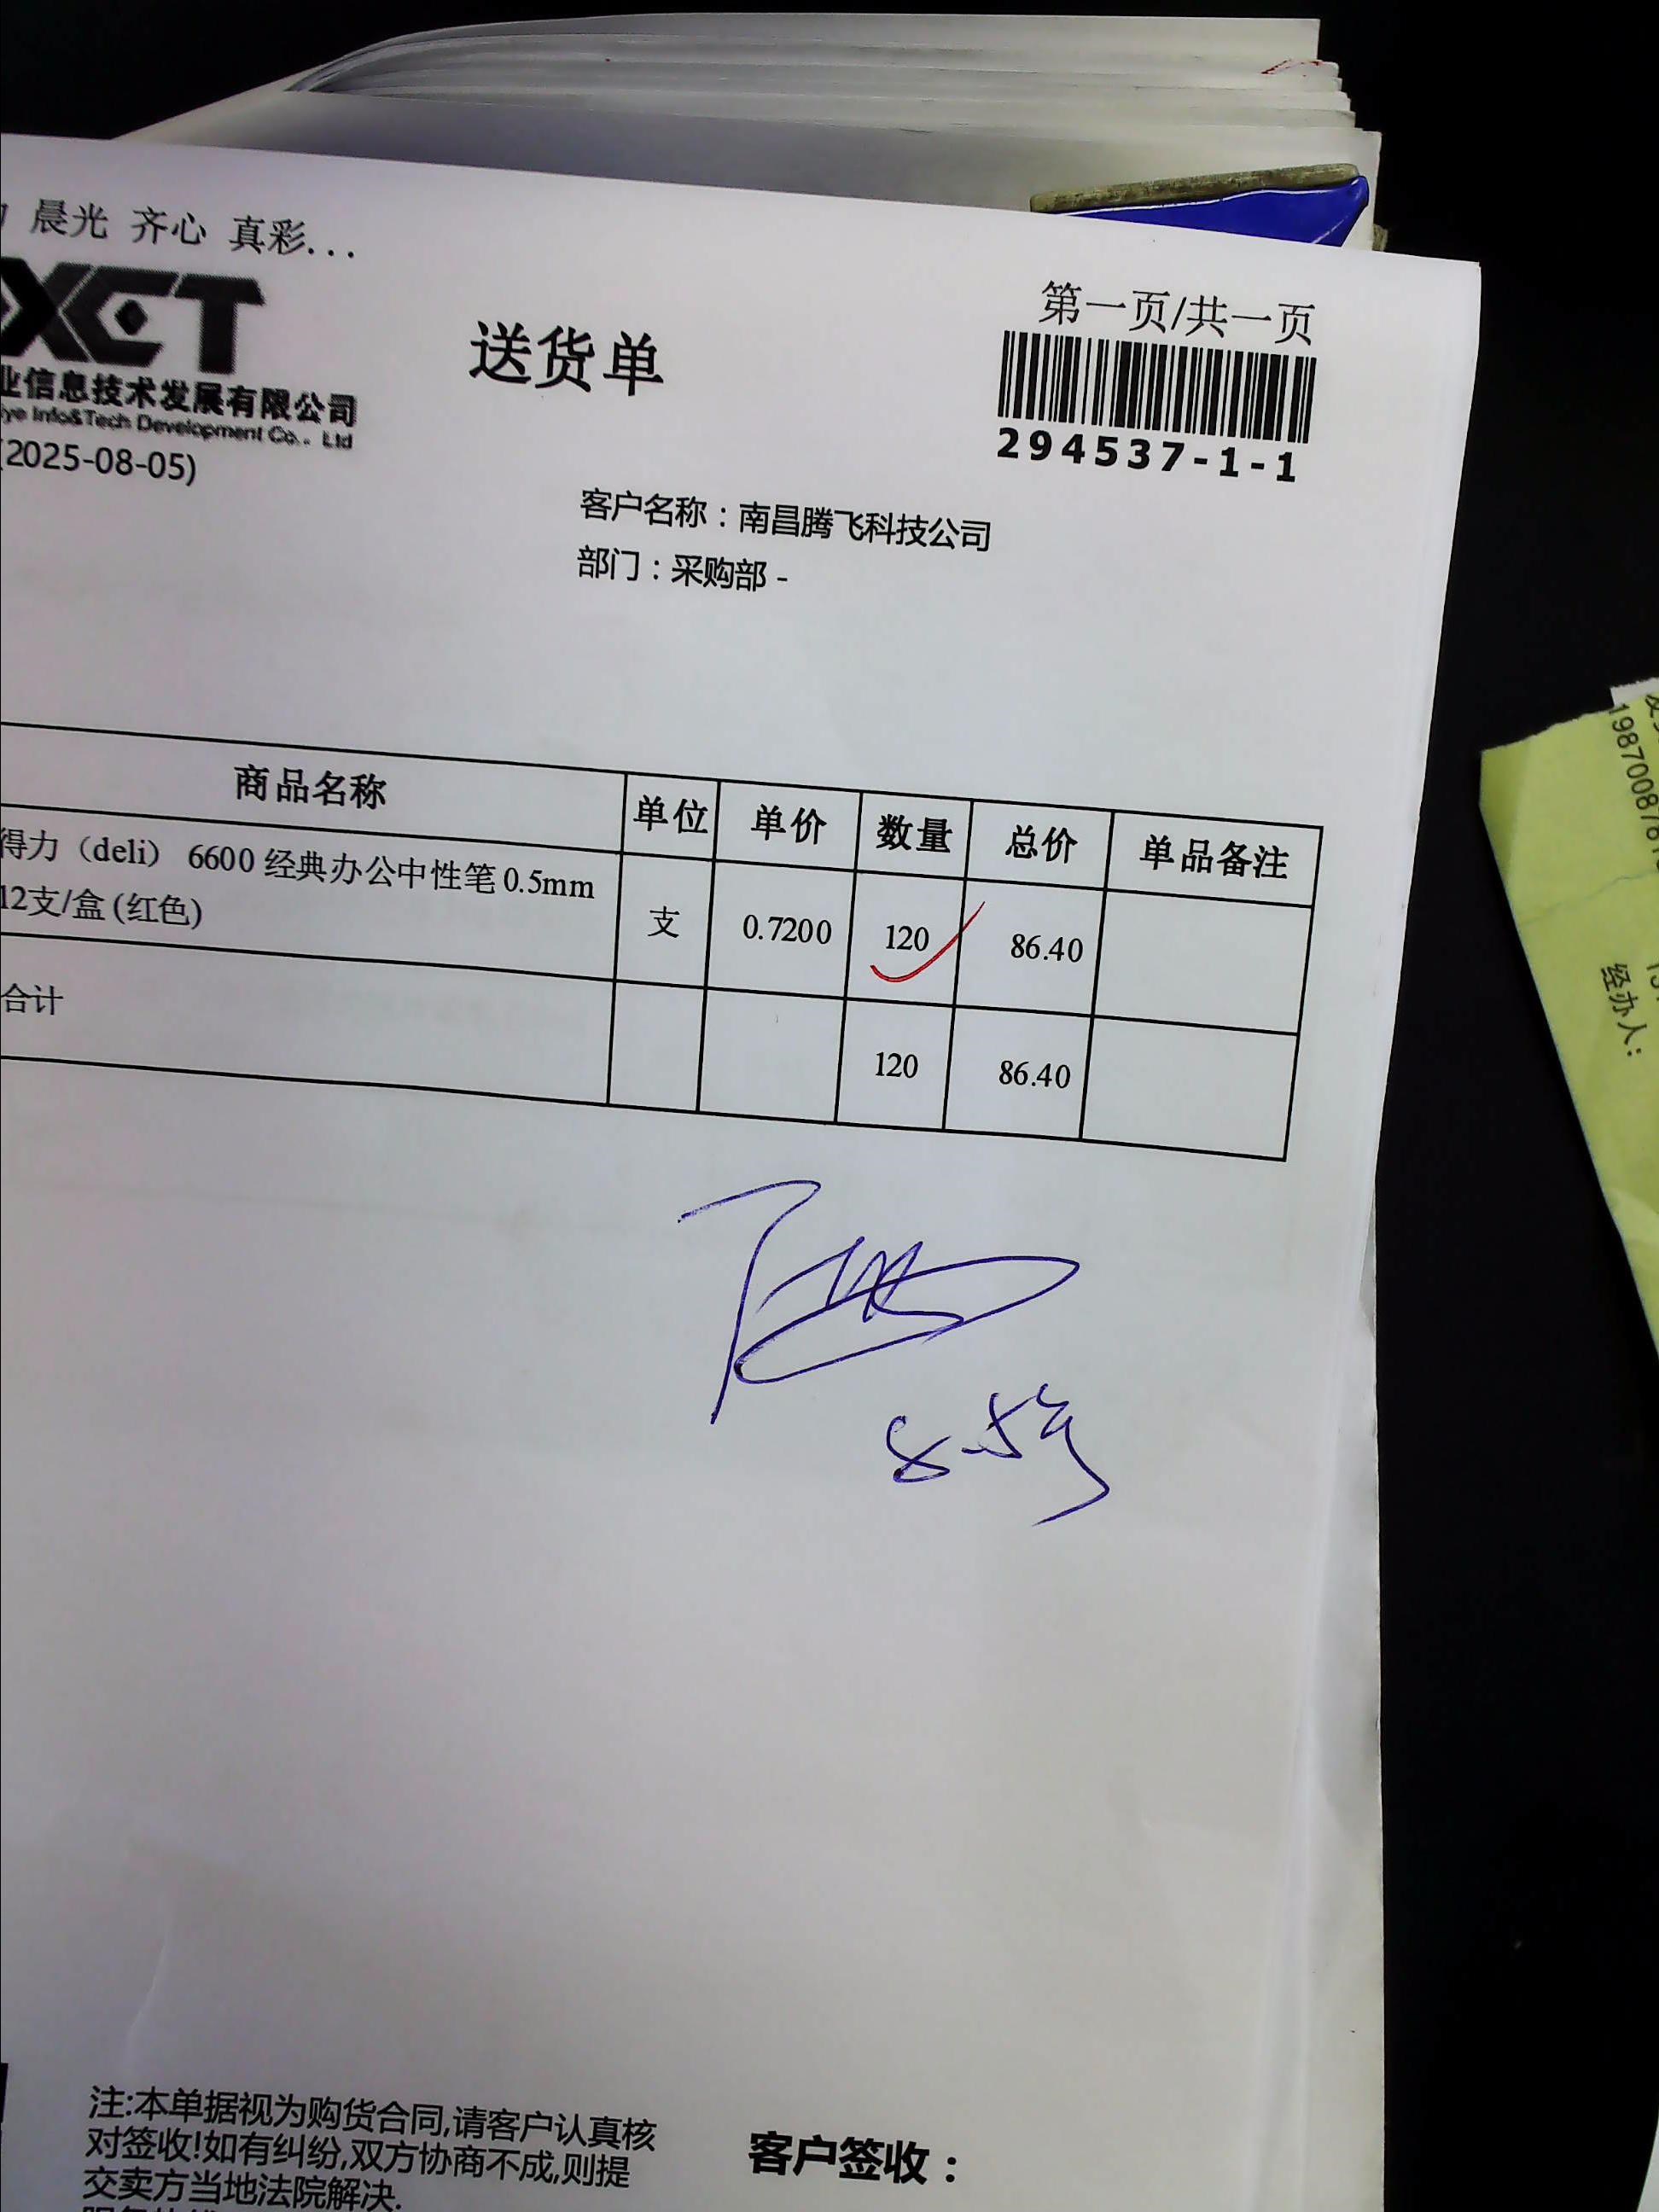 晨光 齐心 真彩...
XCT
业信息技术发展有限公司
iye Info&Tech Development Co., Ltd
(2025-08-05)
送货单
第一页/共一页
294537-1-1
客户名称：南昌腾飞科技公司
部门：采购部 -
商品名称 单位 单价 数量 总价 单品备注
得力（deli） 6600 经典办公中性笔 0.5mm
12支/盒 (红色) 支 0.7200 120 86.40
合计 120 86.40
注:本单据视为购货合同,请客户认真核
对签收!如有纠纷,双方协商不成,则提
交卖方当地法院解决.
客户签收：
经办人: